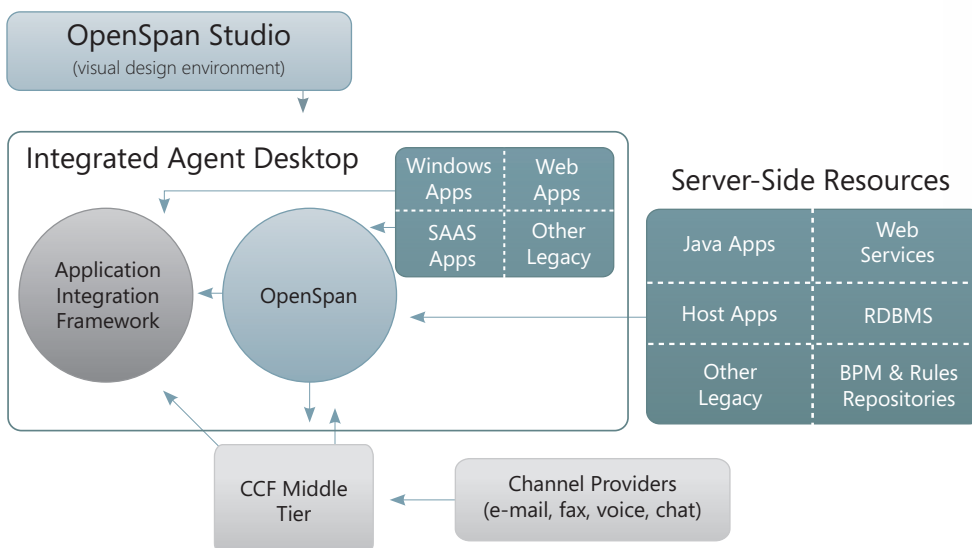 OpenSpan Studio
(visual design environment)
Integrated Agent Desktop
Windows
Apps
Web
Apps
SAAS
Apps
Other
Legacy
Application
Integration
Framework
OpenSpan
Server-Side Resources
Java Apps
Web
Services
Host Apps
RDBMS
Other
Legacy
BPM & Rules
Repositories
CCF Middle
Tier
Channel Providers
(e-mail, fax, voice, chat)